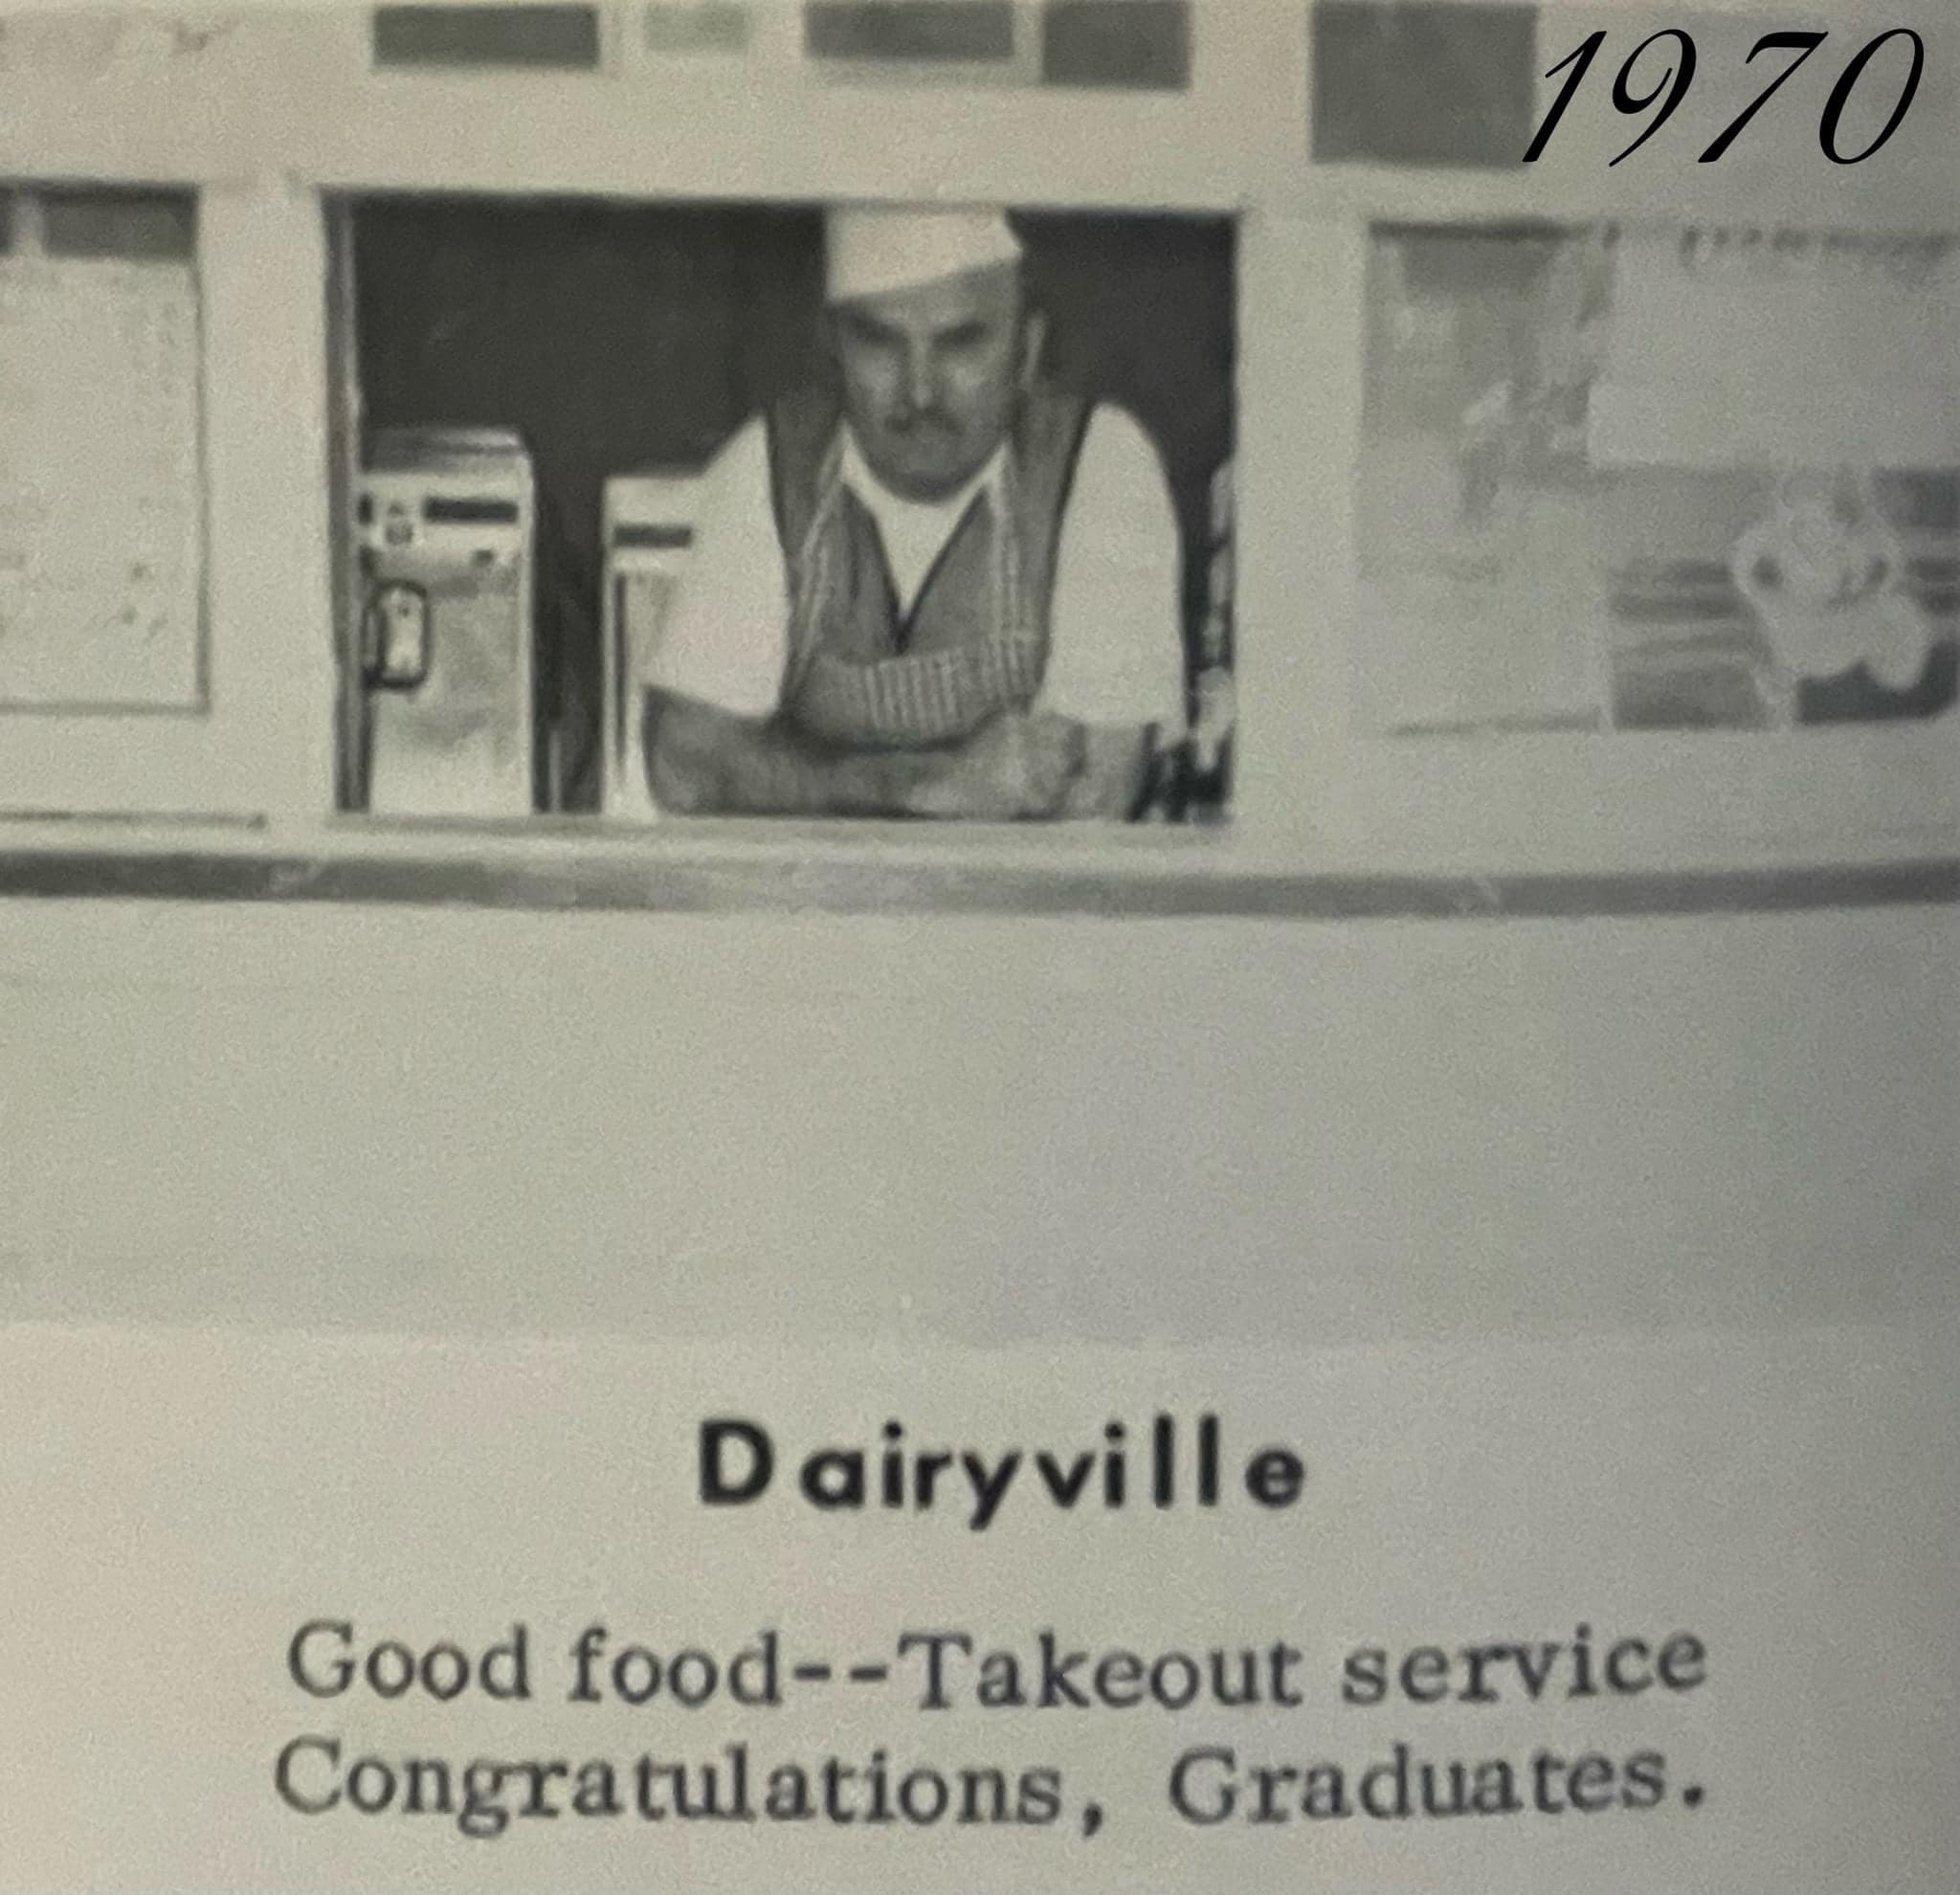 1970
Dairyville
Good food--Takeout service
Congratulations, Graduates.